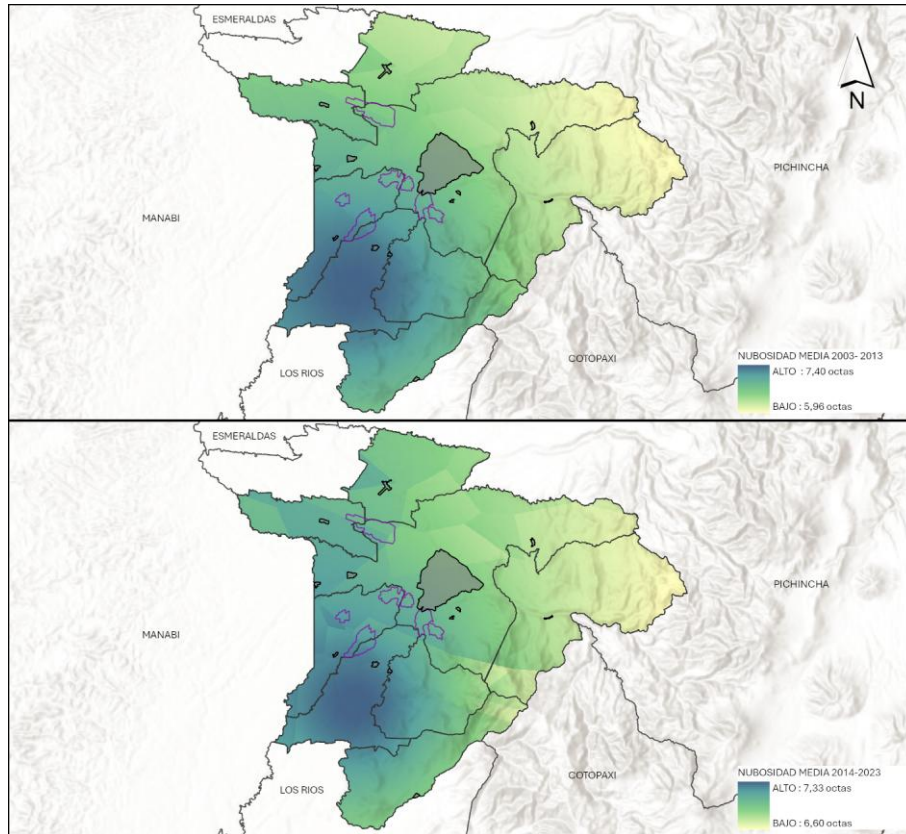 ESMERALDAS
N
PICHINCHA
MANABI
COTOPAXI
LOS RIOS
NUBOSIDAD MEDIA 2003- 2013
ALTO : 7,40 octas
BAJO : 5,96 octas
ESMERALDAS
PICHINCHA
MANABI
COTOPAXI
LOS RIOS
NUBOSIDAD MEDIA 2014-2023
ALTO : 7,33 octas
BAJO : 6,60 octas